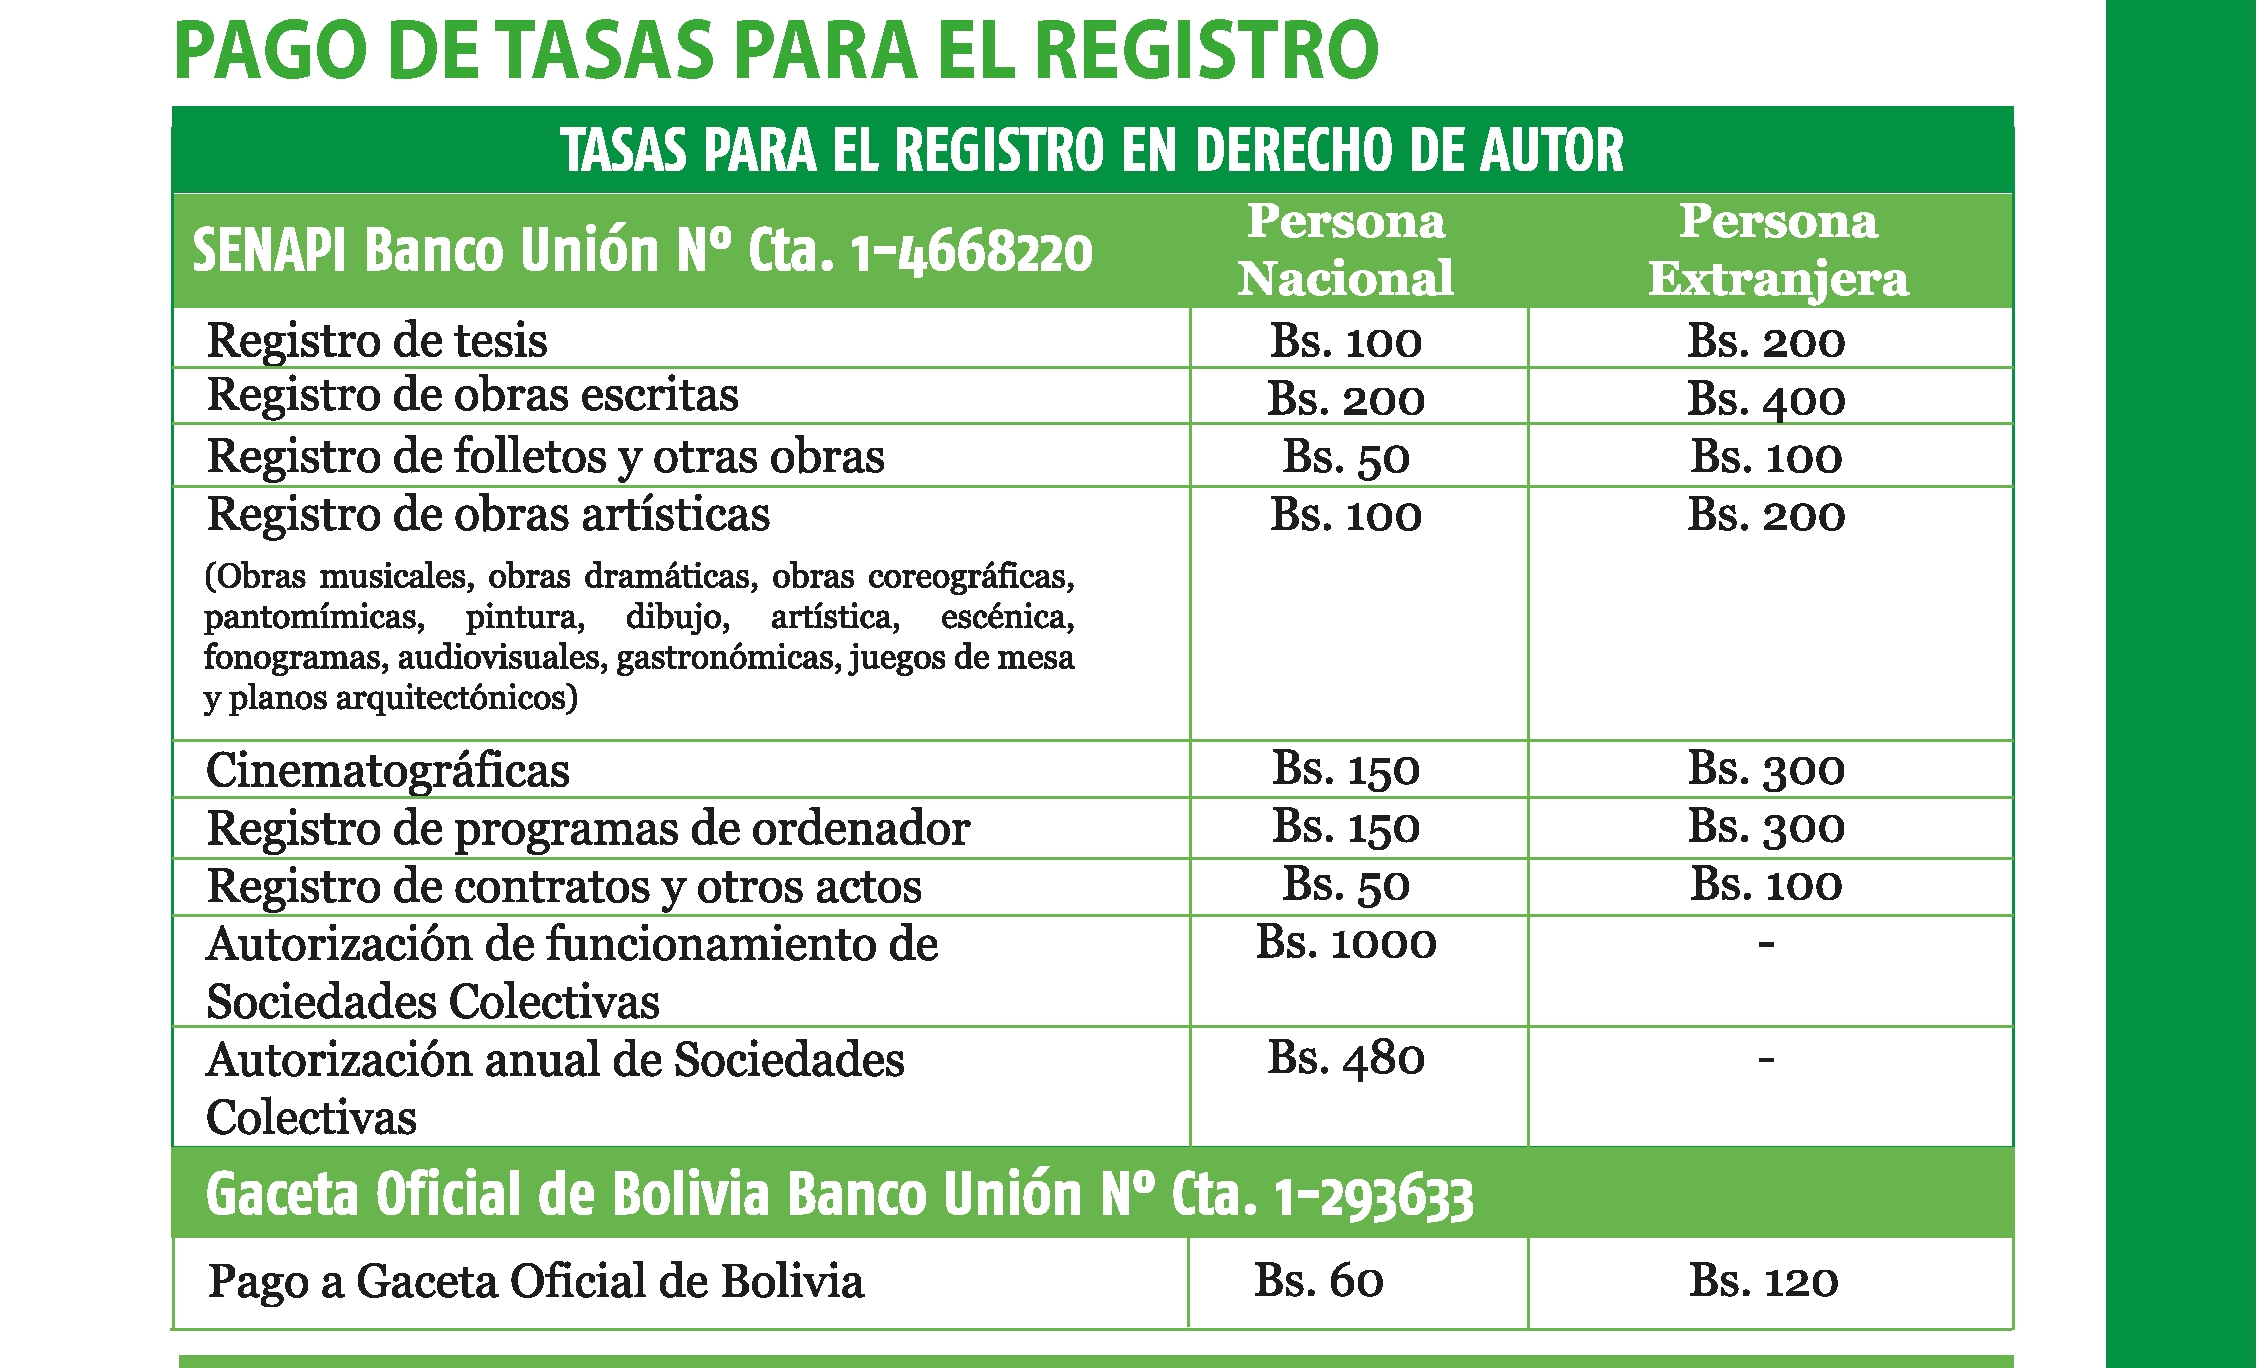 PAGO DE TASAS PARA EL REGISTRO
TASAS PARA EL REGISTRO EN DERECHO DE AUTOR
SENAPI Banco Unión Nº Cta. 1-4668220
Persona Nacional
Persona Extranjera
Registro de tesis Bs. 100 Bs. 200
Registro de obras escritas Bs. 200 Bs. 400
Registro de folletos y otras obras Bs. 50 Bs. 100
Registro de obras artísticas Bs. 100 Bs. 200
(Obras musicales, obras dramáticas, obras coreográficas,
pantomímicas, pintura, dibujo, artística, escénica,
fonogramas, audiovisuales, gastronómicas, juegos de mesa
y planos arquitectónicos)
Cinematográficas Bs. 150 Bs. 300
Registro de programas de ordenador Bs. 150 Bs. 300
Registro de contratos y otros actos Bs. 50 Bs. 100
Autorización de funcionamiento de Bs. 1000 -
Sociedades Colectivas
Autorización anual de Sociedades Bs. 480 -
Colectivas
Gaceta Oficial de Bolivia Banco Unión Nº Cta. 1-293633
Pago a Gaceta Oficial de Bolivia Bs. 60 Bs. 120